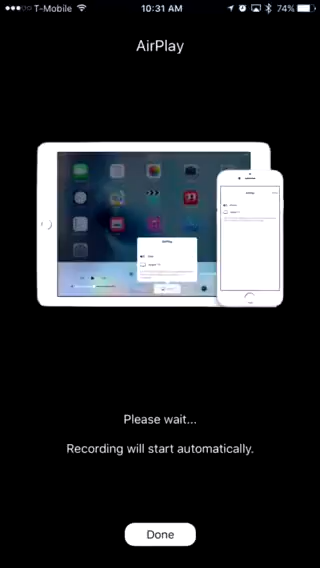 T-Mobile 10:31 AM 74%
AirPlay
Please wait...
Recording will start automatically.
Done